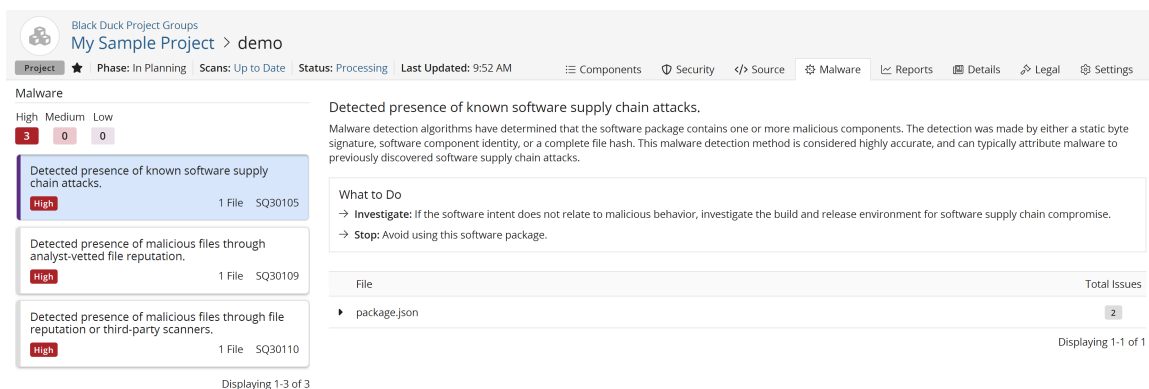 Black Duck Project Groups
My Sample Project > demo
Project Phase: In Planning Scans: Up to Date Status: Processing Last Updated: 9:52 AM
Components Security Source Malware Reports Details Legal Settings
Malware
High Medium Low
3 0 0
Detected presence of known software supply
chain attacks.
High 1 File SQ30105
Detected presence of malicious files through
analyst-vetted file reputation.
High 1 File SQ30109
Detected presence of malicious files through file
reputation or third-party scanners.
High 1 File SQ30110
Displaying 1-3 of 3
Detected presence of known software supply chain attacks.
Malware detection algorithms have determined that the software package contains one or more malicious components. The detection was made by either a static byte
signature, software component identity, or a complete file hash. This malware detection method is considered highly accurate, and can typically attribute malware to
previously discovered software supply chain attacks.
What to Do
→ Investigate: If the software intent does not relate to malicious behavior, investigate the build and release environment for software supply chain compromise.
→ Stop: Avoid using this software package.
File Total Issues
package.json 2
Displaying 1-1 of 1